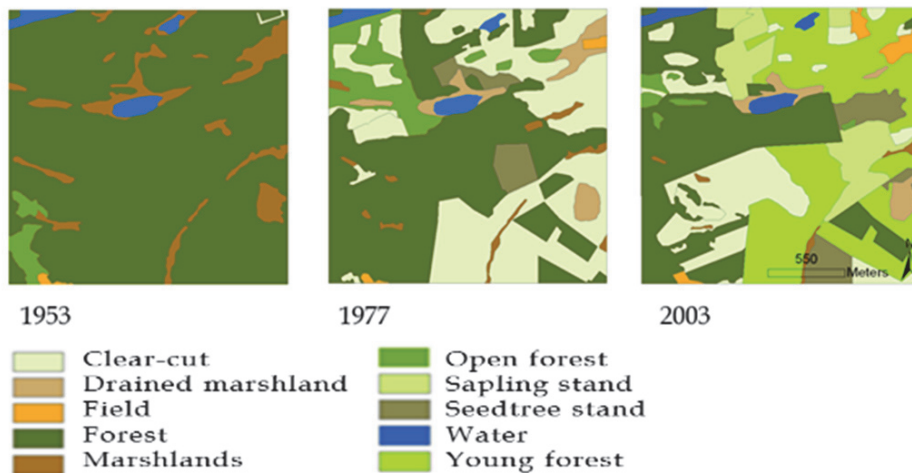 550
Meters
1953
1977
2003
Clear-cut
Drained marshland
Field
Forest
Marshlands
Open forest
Sapling stand
Seedtree stand
Water
Young forest